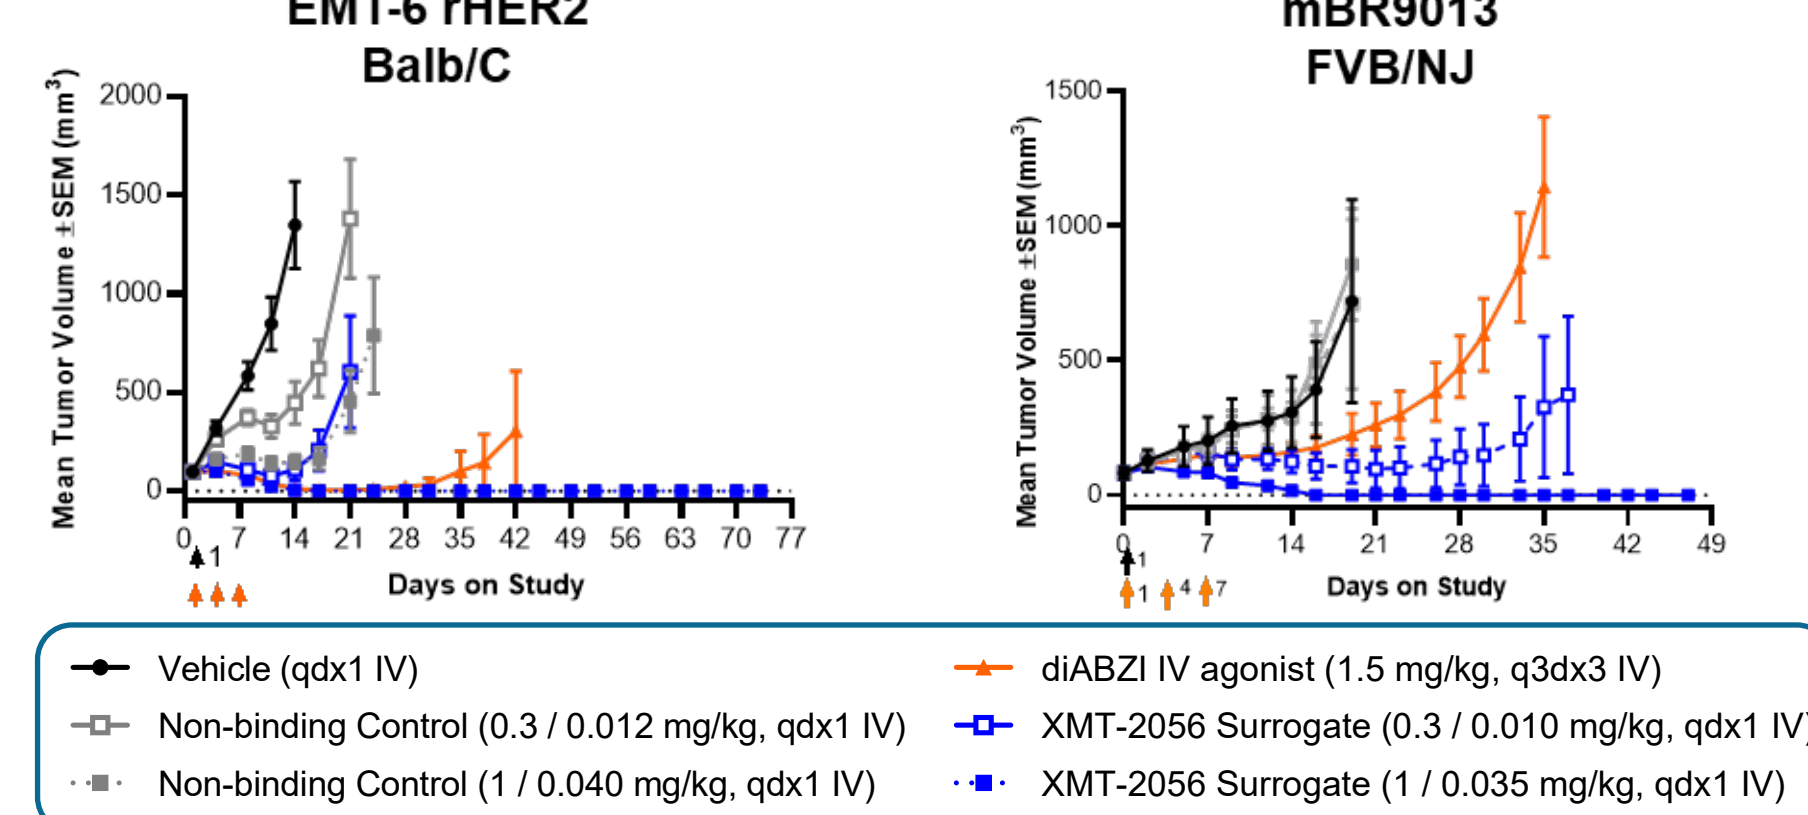 EMT-6 rHER2
Balb/C
Mean Tumor Volume ±SEM (mm³)
2000
1500
1000
500
0
0 7 14 21 28 35 42 49 56 63 70 77
1
Days on Study
mBR9013
FVB/NJ
Mean Tumor Volume ±SEM (mm³)
1500
1000
500
0
0 7 14 21 28 35 42 49
1
1 4 7
Days on Study
Vehicle (qdx1 IV)
Non-binding Control (0.3 / 0.012 mg/kg, qdx1 IV)
Non-binding Control (1 / 0.040 mg/kg, qdx1 IV)
diABZI IV agonist (1.5 mg/kg, q3dx3 IV)
XMT-2056 Surrogate (0.3 / 0.010 mg/kg, qdx1 IV)
XMT-2056 Surrogate (1 / 0.035 mg/kg, qdx1 IV)